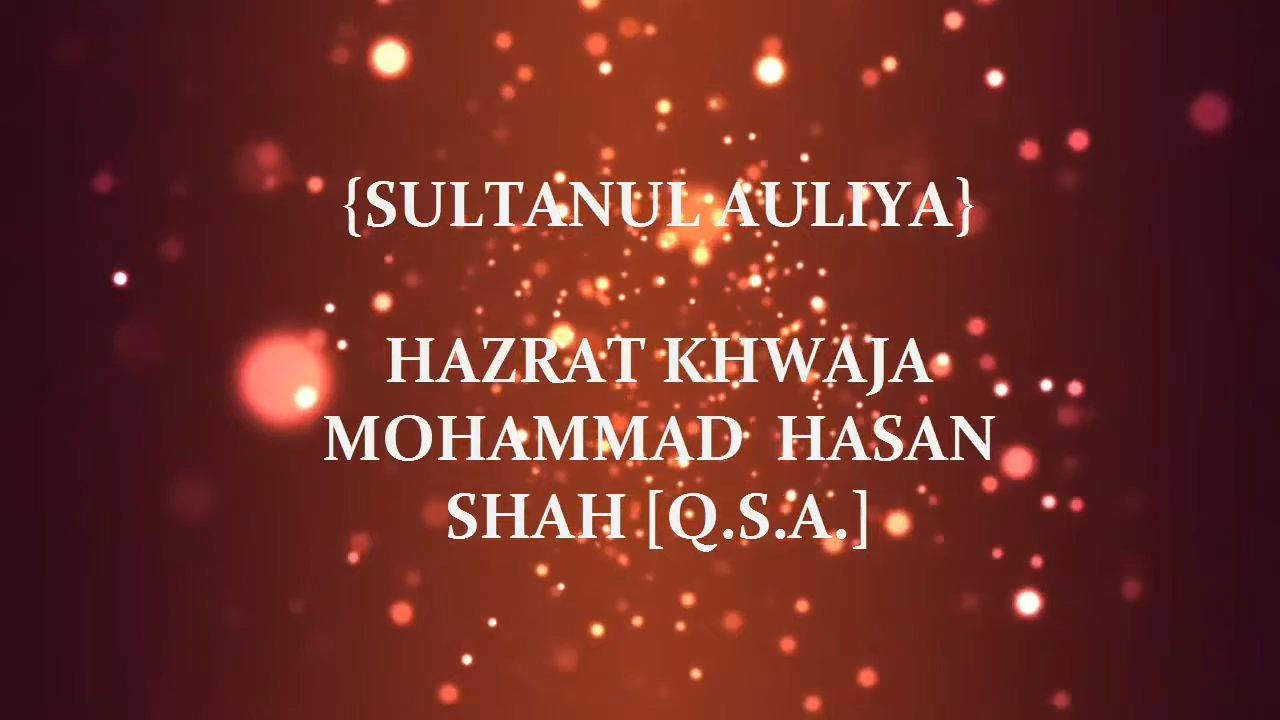 {SULTANUL AULIYA}
HAZRAT KHWAJA
MOHAMMAD HASAN
SHAH [Q.S.A.]